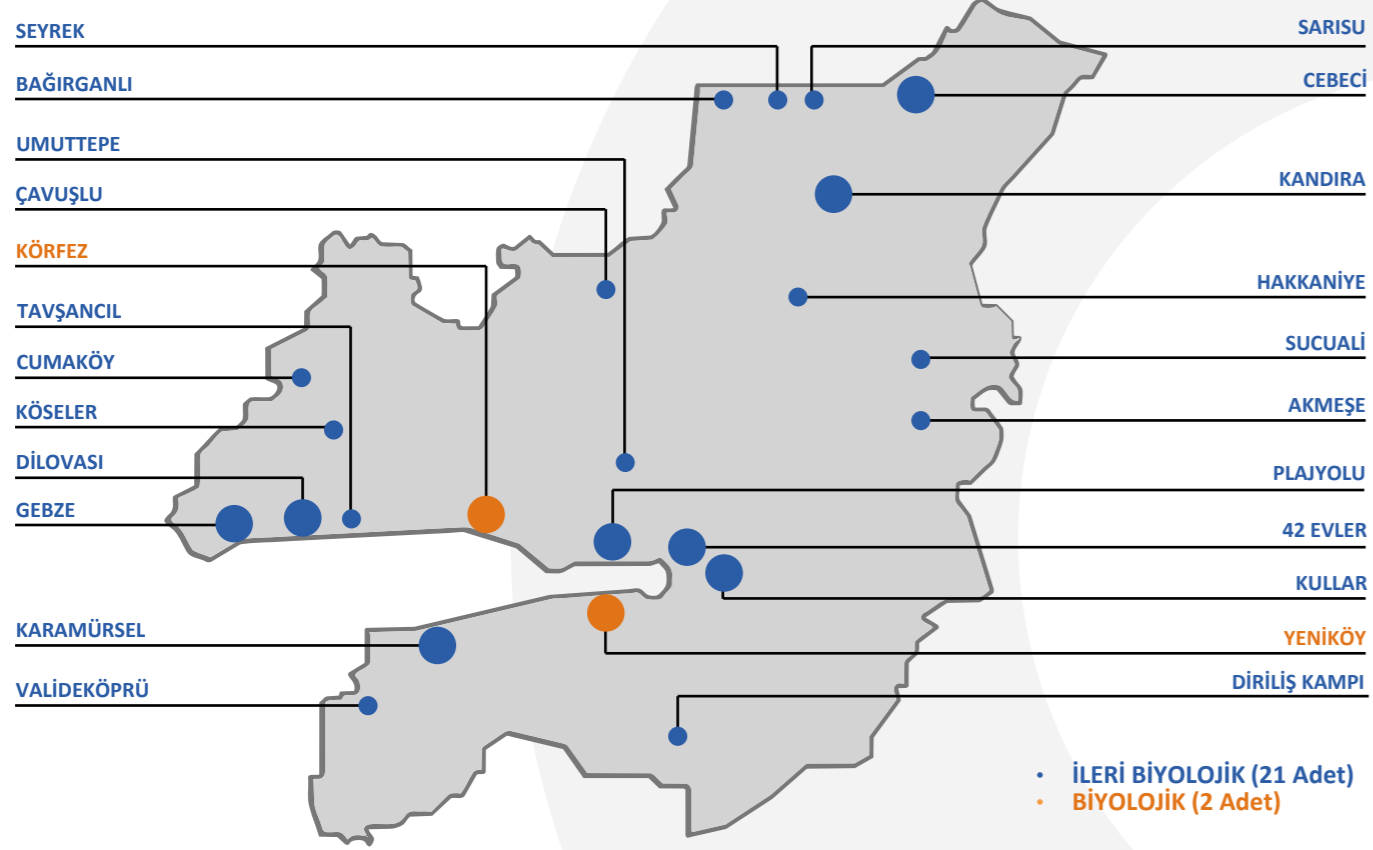 SEYREK
BAĞIRGANLI
UMUTTEPE
ÇAVUŞLU
KÖRFEZ
TAVŞANCIL
CUMAKÖY
KÖSELER
DİLOVASI
GEBZE
KARAMÜRSEL
VALİDEKÖPRÜ
SARISU
CEBECİ
KANDIRA
HAKKANİYE
SUCUALİ
AKMEŞE
PLAJYOLU
42 EVLER
KULLAR
YENİKÖY
DİRİLİŞ KAMPI
• İLERİ BİYOLOJİK (21 Adet)
• BİYOLOJİK (2 Adet)